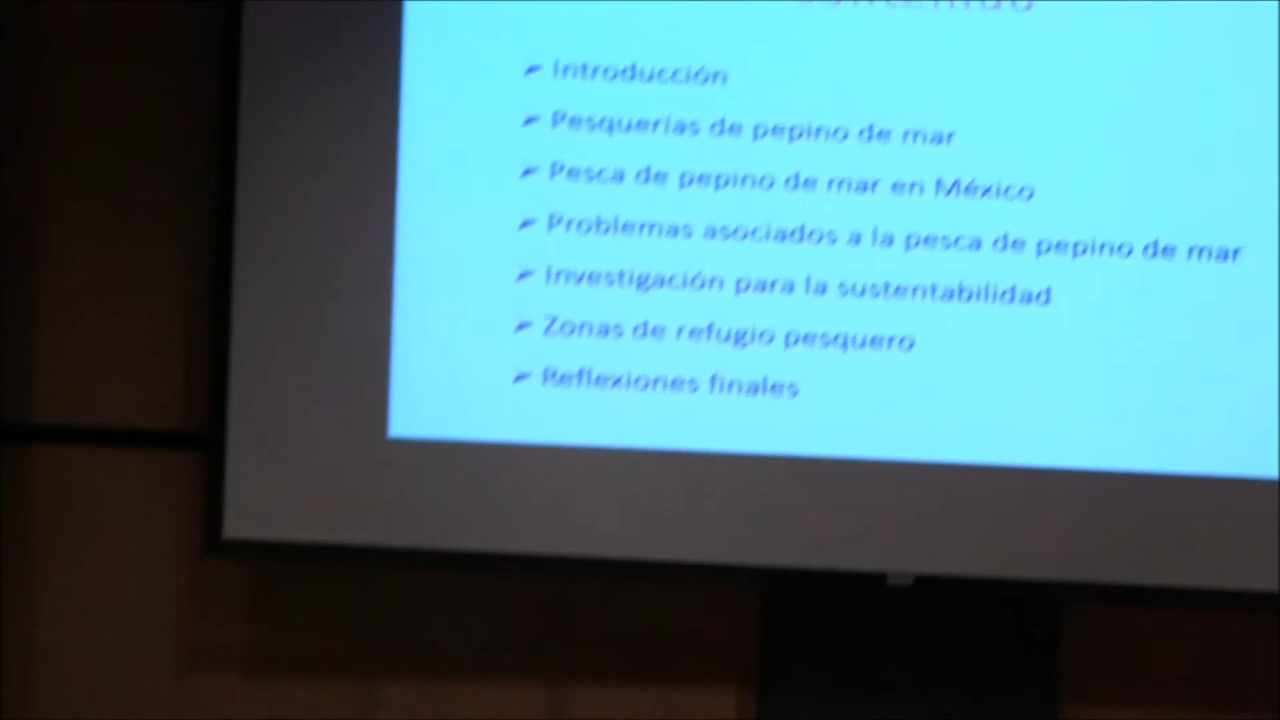 Introducción
Pesquerias de pepino de mar
Pesca de pepino de mar en México
Problemas asociados a la pesca de pepino de mar
Investigación para la sustentabilidad
Zonas de refugio pesquero
Reflexiones finales